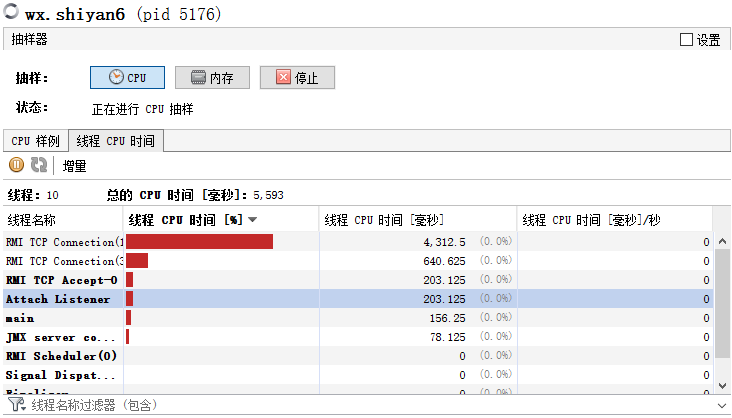 wx.shiyan6 (pid 5176)
抽样器 设置
抽样： CPU 内存 停止
状态： 正在进行 CPU 抽样
CPU 样例 线程 CPU 时间
增量
线程：10 总的 CPU 时间 [毫秒]：5,593
线程名称 线程 CPU 时间 [%] 线程 CPU 时间 [毫秒] 线程 CPU 时间 [毫秒]/秒
RMI TCP Connection( 4,312.5 (0.0%) 0
RMI TCP Connection( 640.625 (0.0%) 0
RMI TCP Accept-0 203.125 (0.0%) 0
Attach Listener 203.125 (0.0%) 0
main 156.25 (0.0%) 0
JMX server co... 78.125 (0.0%) 0
RMI Scheduler(0) 0 (0.0%) 0
Signal Dispat... 0 (0.0%) 0
线程名称过滤器 (包含)